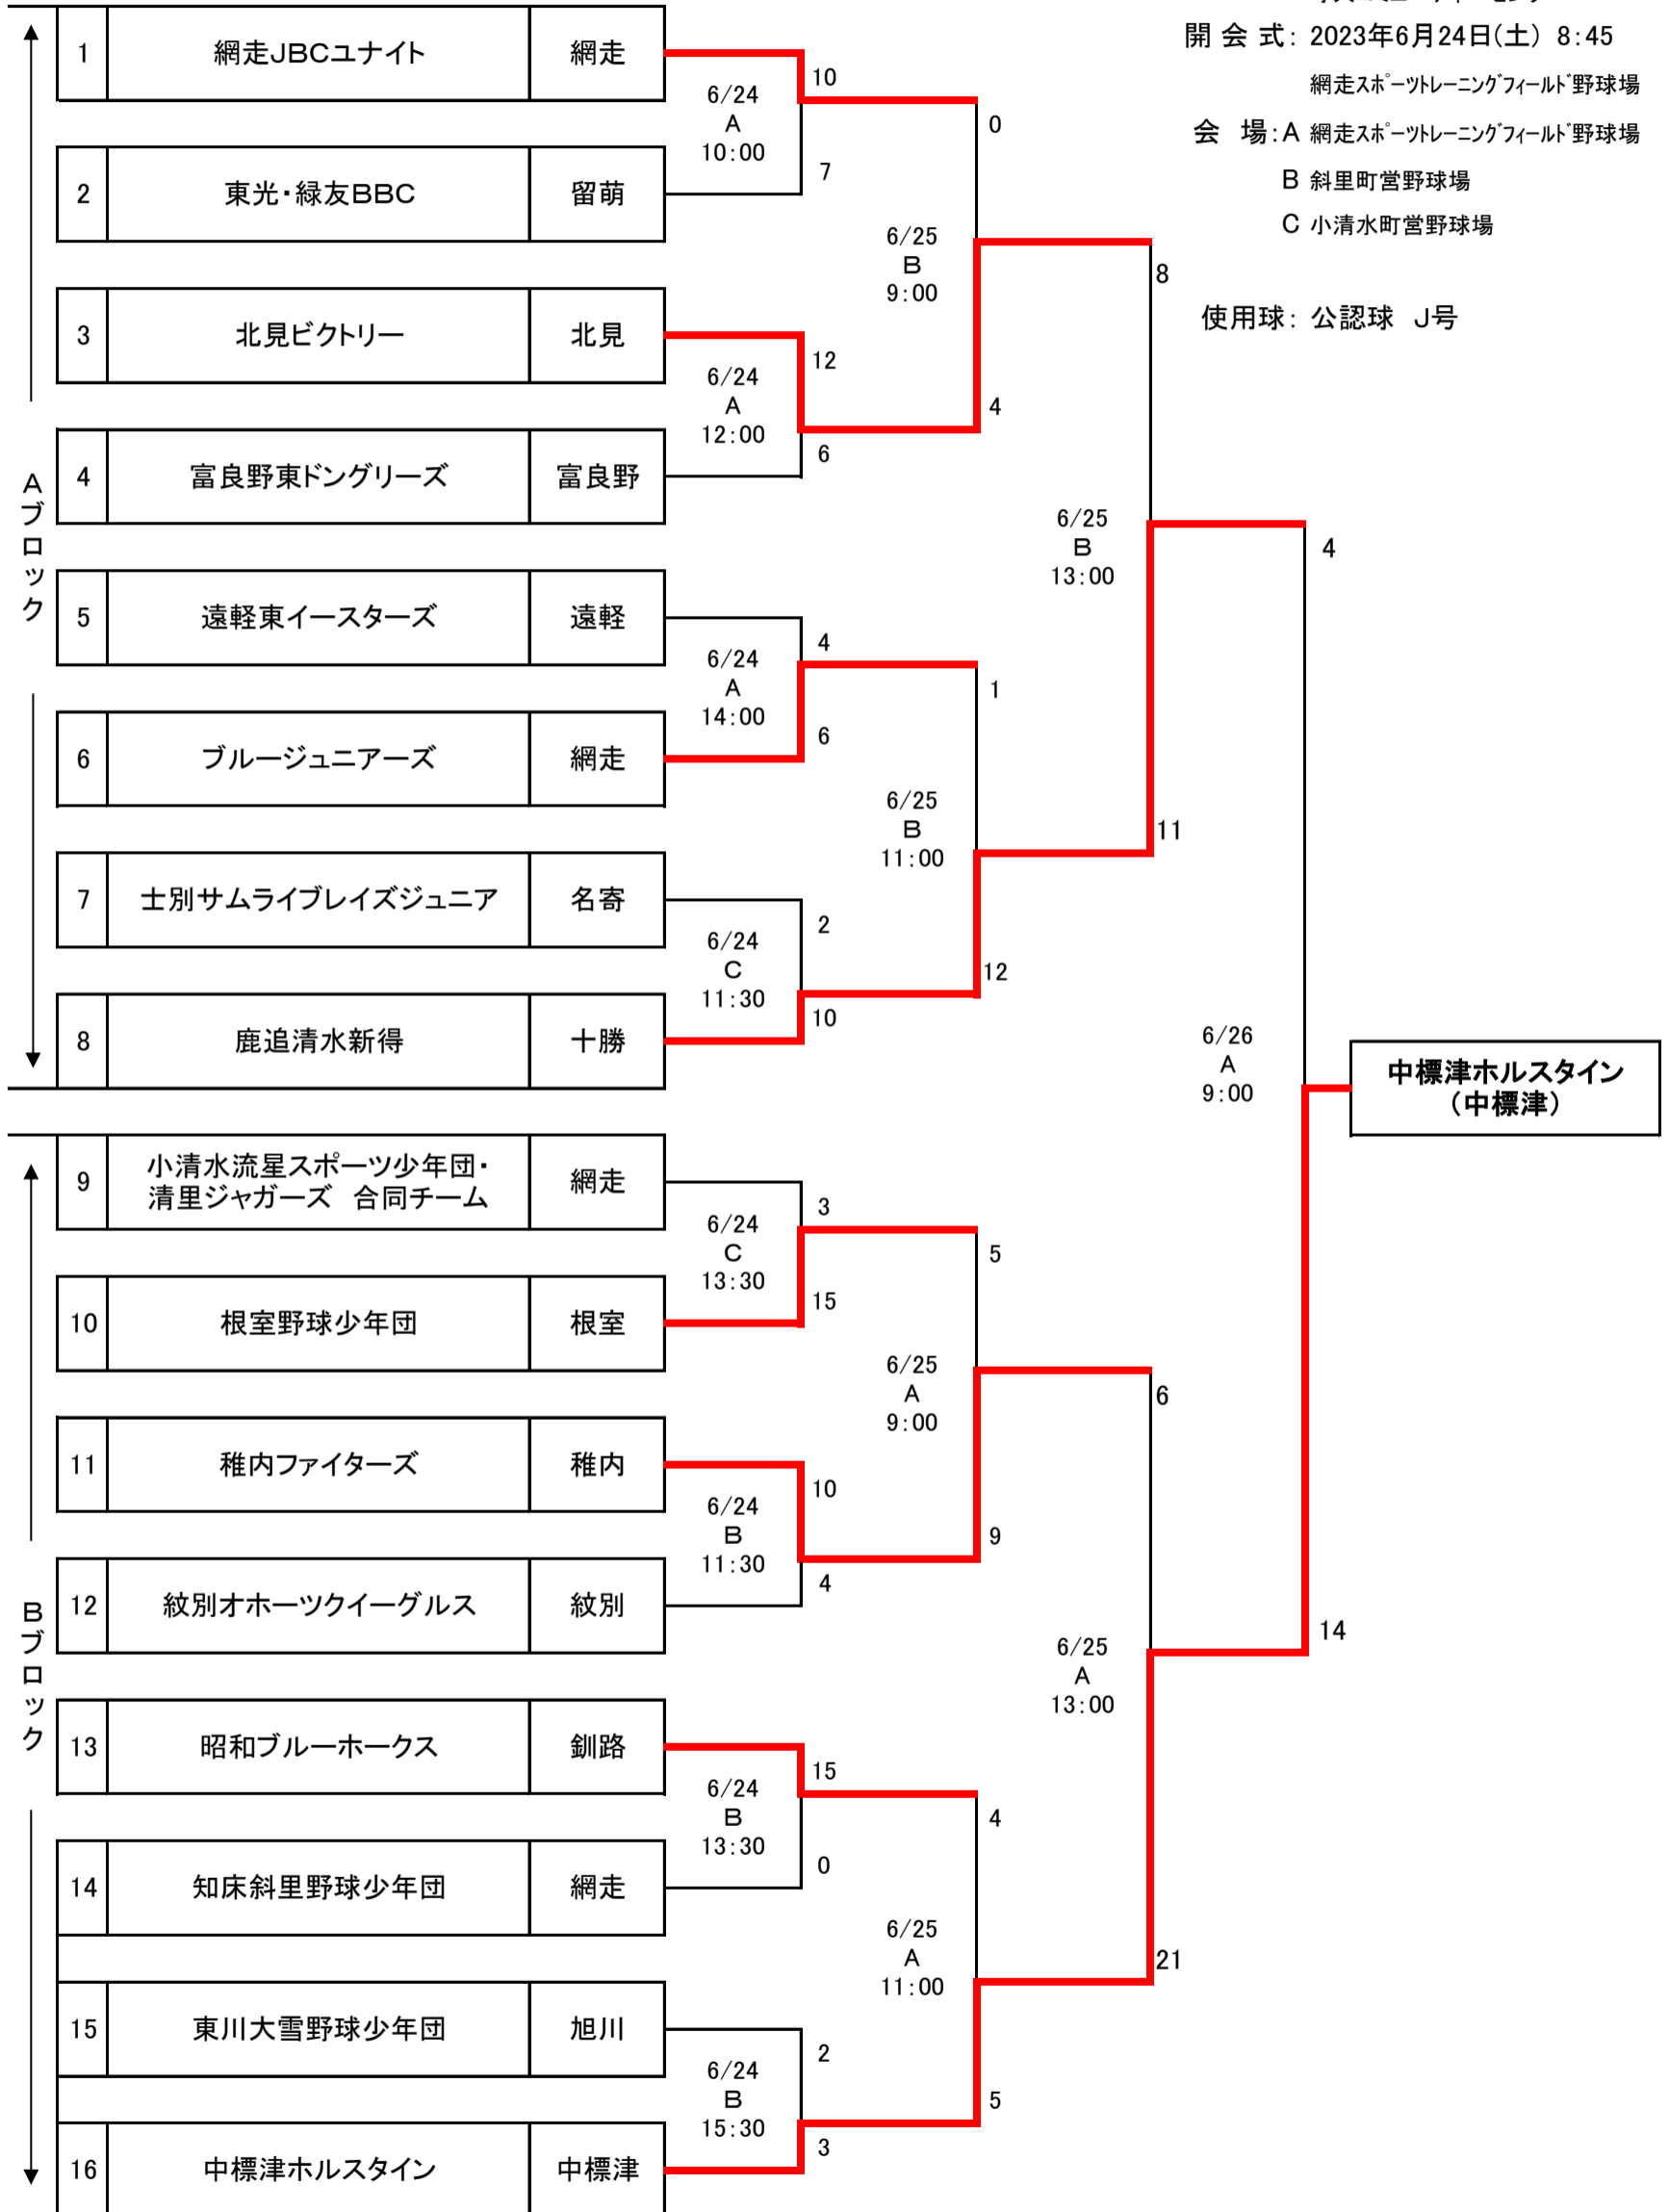 開 会 式： 2023年6月24日（土） 8：45
網走スポーツトレーニングフィールド野球場
会　場：A 網走スポーツトレーニングフィールド野球場
B 斜里町営野球場
C 小清水町営野球場
使用球： 公認球　J号
Aブロック
1 網走JBCユナイト 網走
2 東光・緑友BBC 留萌
3 北見ビクトリー 北見
4 富良野東ドングリーズ 富良野
5 遠軽東イースターズ 遠軽
6 ブルージュニアーズ 網走
7 士別サムライブレイズジュニア 名寄
8 鹿追清水新得 十勝
Bブロック
9 小清水流星スポーツ少年団・
清里ジャガーズ　合同チーム 網走
10 根室野球少年団 根室
11 稚内ファイターズ 稚内
12 紋別オホーツクイーグルス 紋別
13 昭和ブルーホークス 釧路
14 知床斜里野球少年団 網走
15 東川大雪野球少年団 旭川
16 中標津ホルスタイン 中標津
10
6/24
A
10：00
7
12
6/24
A
12：00
6
4
6/24
A
14：00
6
2
6/24
C
11：30
10
3
6/24
C
13：30
15
10
6/24
B
11：30
4
15
6/24
B
13：30
0
2
6/24
B
15：30
3
0
6/25
B
9：00
4
1
6/25
B
11：00
12
5
6/25
A
9：00
9
4
6/25
A
11：00
5
8
6/25
B
13：00
11
6
6/25
A
13：00
21
4
6/26
A
9：00
14
中標津ホルスタイン
（中標津）